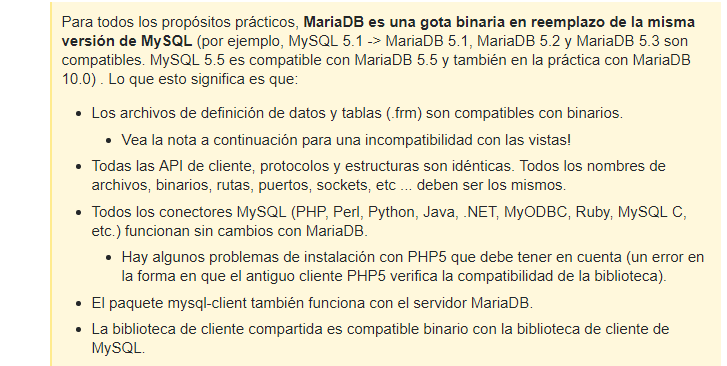 Para todos los propósitos prácticos, MariaDB es una gota binaria en reemplazo de la misma
versión de MySQL (por ejemplo, MySQL 5.1 -> MariaDB 5.1, MariaDB 5.2 y MariaDB 5.3 son
compatibles. MySQL 5.5 es compatible con MariaDB 5.5 y también en la práctica con MariaDB
10.0) . Lo que esto significa es que:
• Los archivos de definición de datos y tablas (.frm) son compatibles con binarios.
• Vea la nota a continuación para una incompatibilidad con las vistas!
• Todas las API de cliente, protocolos y estructuras son idénticas. Todos los nombres de
archivos, binarios, rutas, puertos, sockets, etc ... deben ser los mismos.
• Todos los conectores MySQL (PHP, Perl, Python, Java, .NET, MyODBC, Ruby, MySQL C,
etc.) funcionan sin cambios con MariaDB.
• Hay algunos problemas de instalación con PHP5 que debe tener en cuenta (un error en
la forma en que el antiguo cliente PHP5 verifica la compatibilidad de la biblioteca).
• El paquete mysql-client también funciona con el servidor MariaDB.
• La biblioteca de cliente compartida es compatible binario con la biblioteca de cliente de
MySQL.